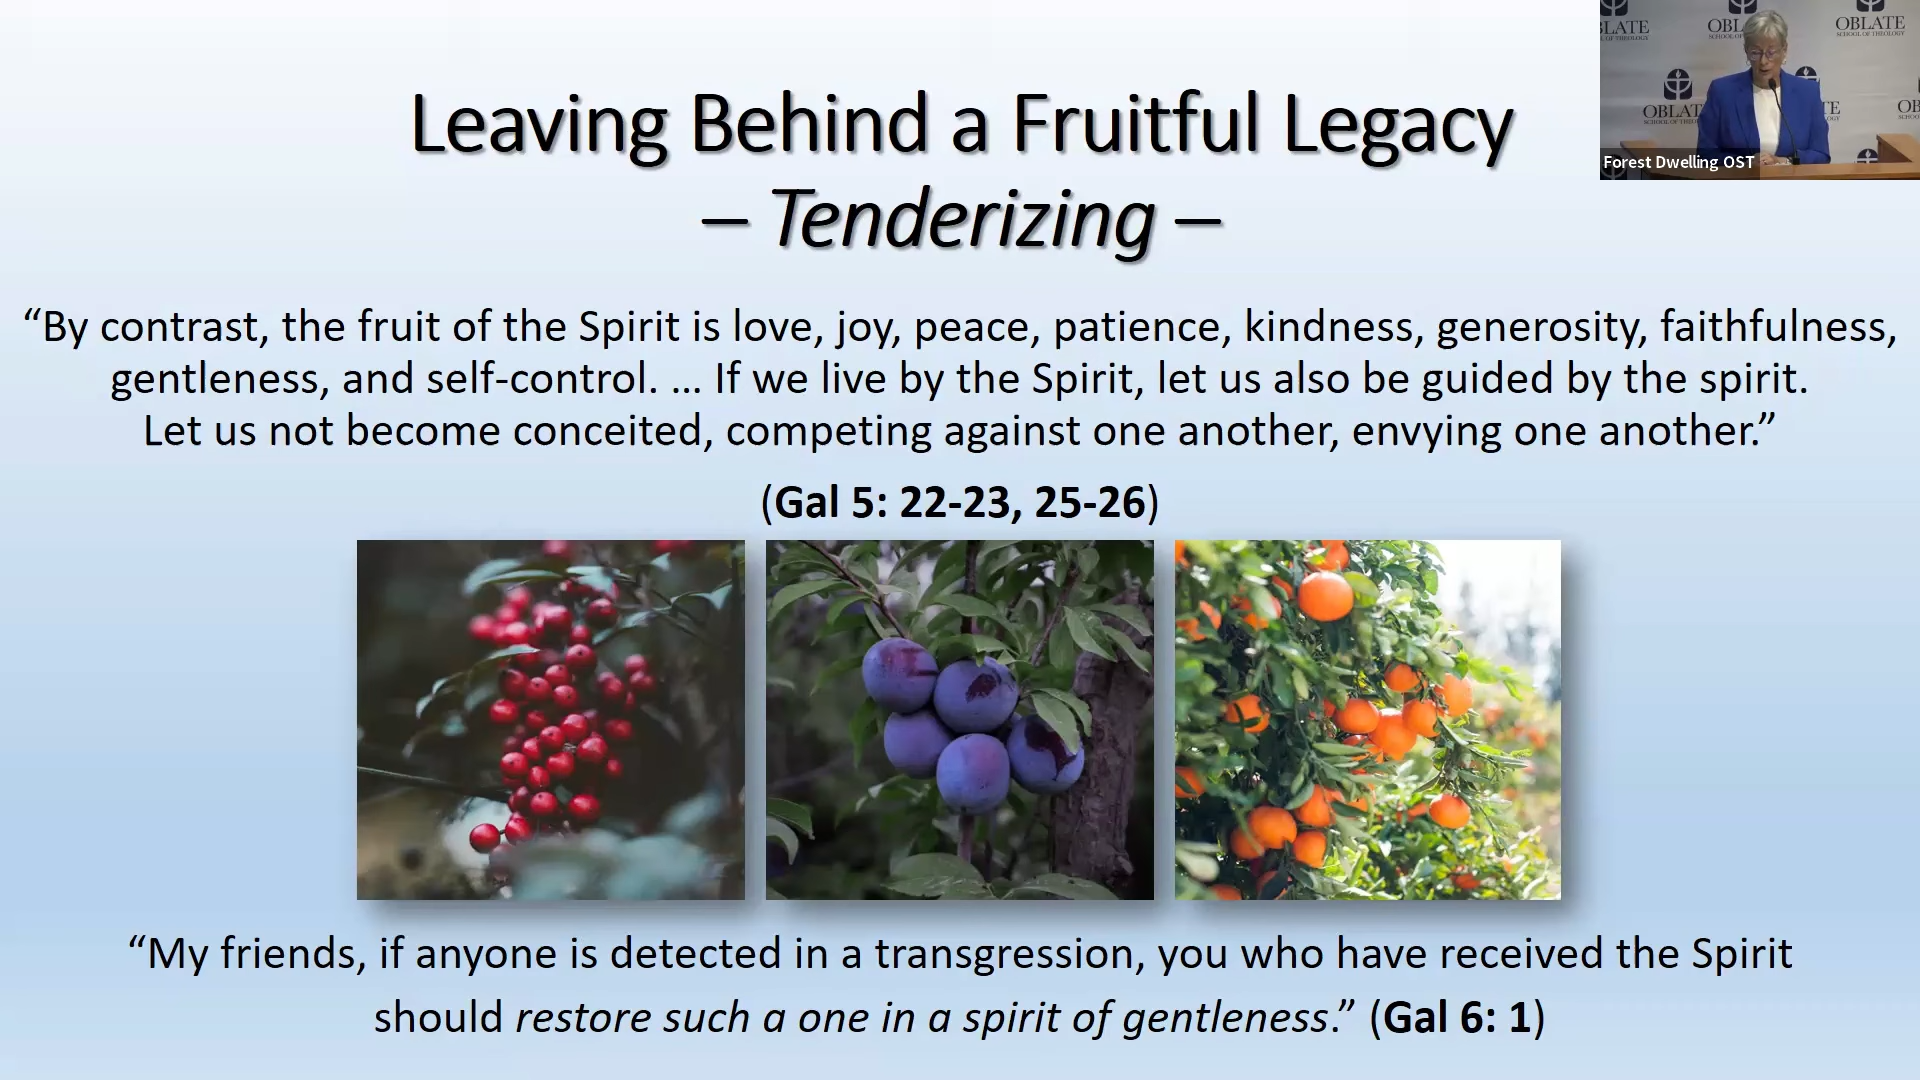 Leaving Behind a Fruitful Legacy
– Tenderizing –
“By contrast, the fruit of the Spirit is love, joy, peace, patience, kindness, generosity, faithfulness,
gentleness, and self-control. ... If we live by the Spirit, let us also be guided by the spirit.
Let us not become conceited, competing against one another, envying one another.”
(Gal 5: 22-23, 25-26)
“My friends, if anyone is detected in a transgression, you who have received the Spirit
should restore such a one in a spirit of gentleness.” (Gal 6: 1)
OBLATE
SCHOOL OF THEOLOGY
Forest Dwelling OST